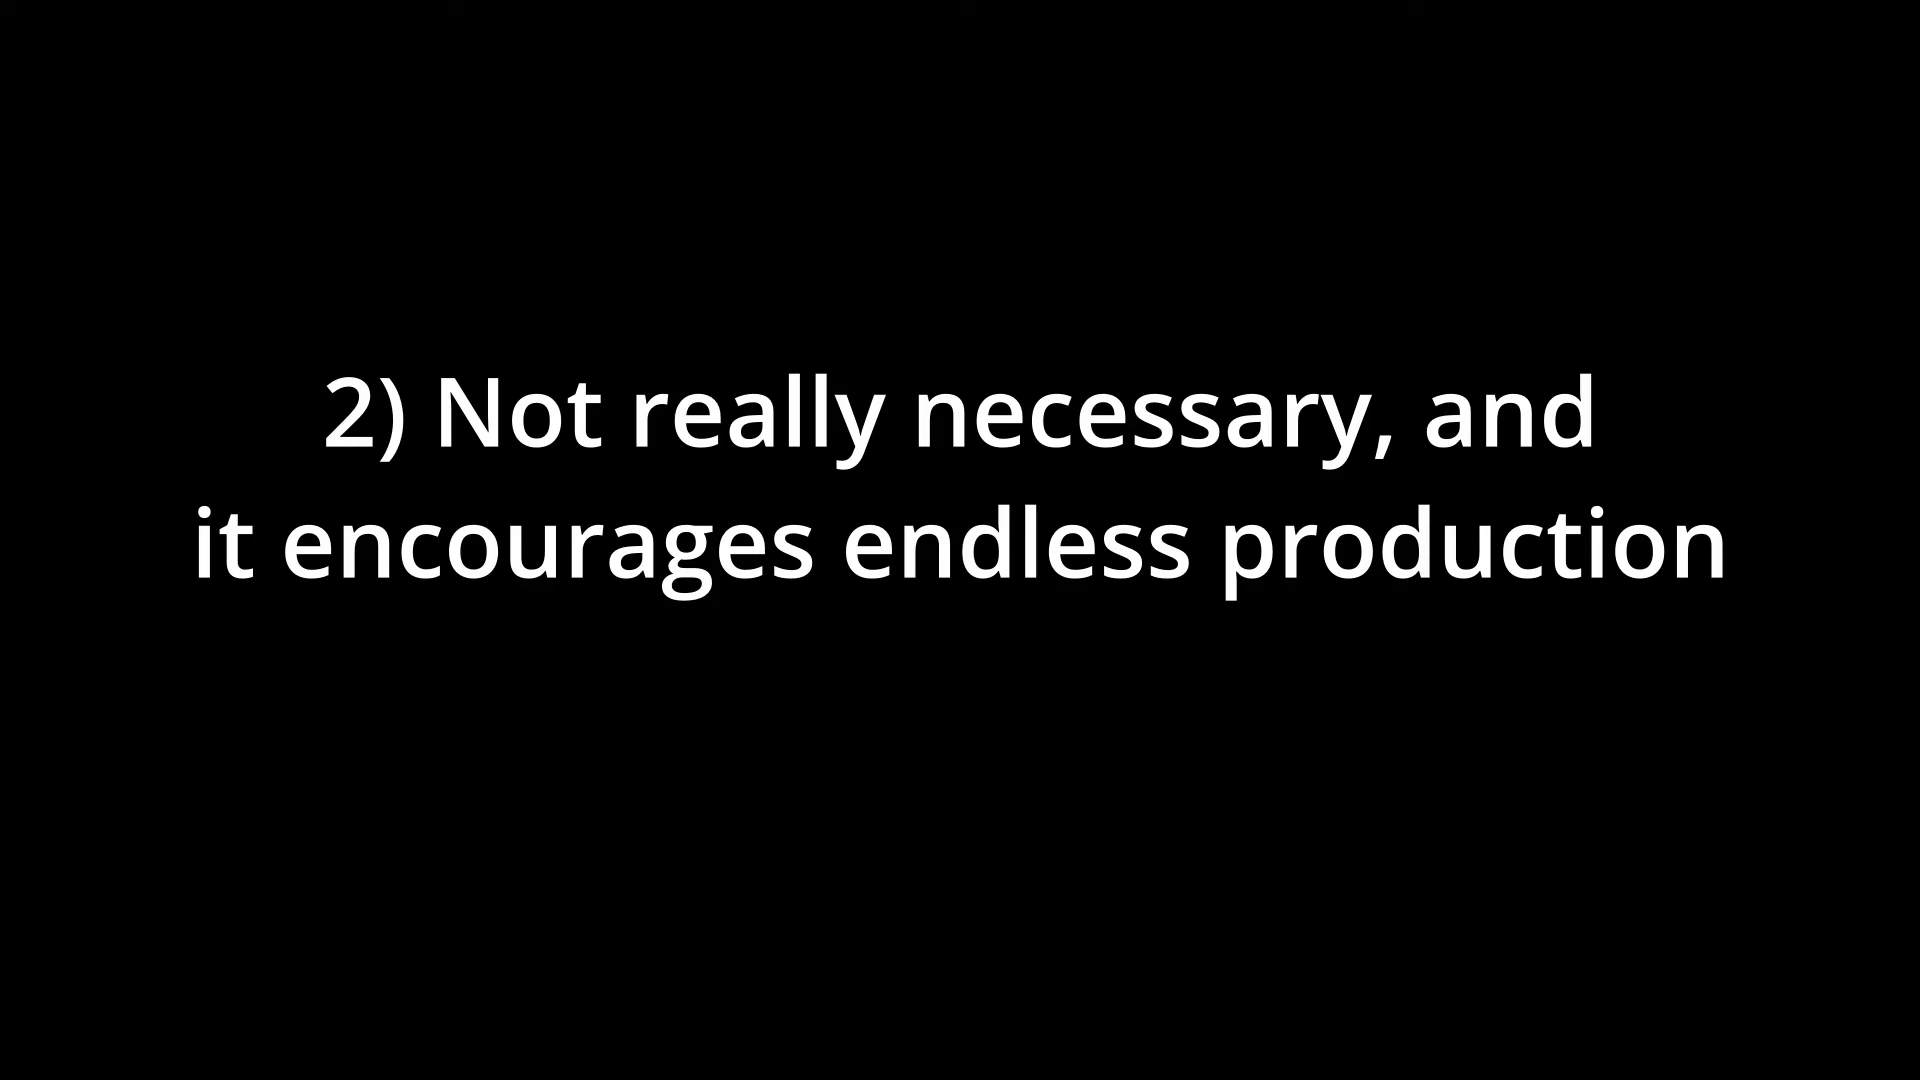 2) Not really necessary, and
it encourages endless production